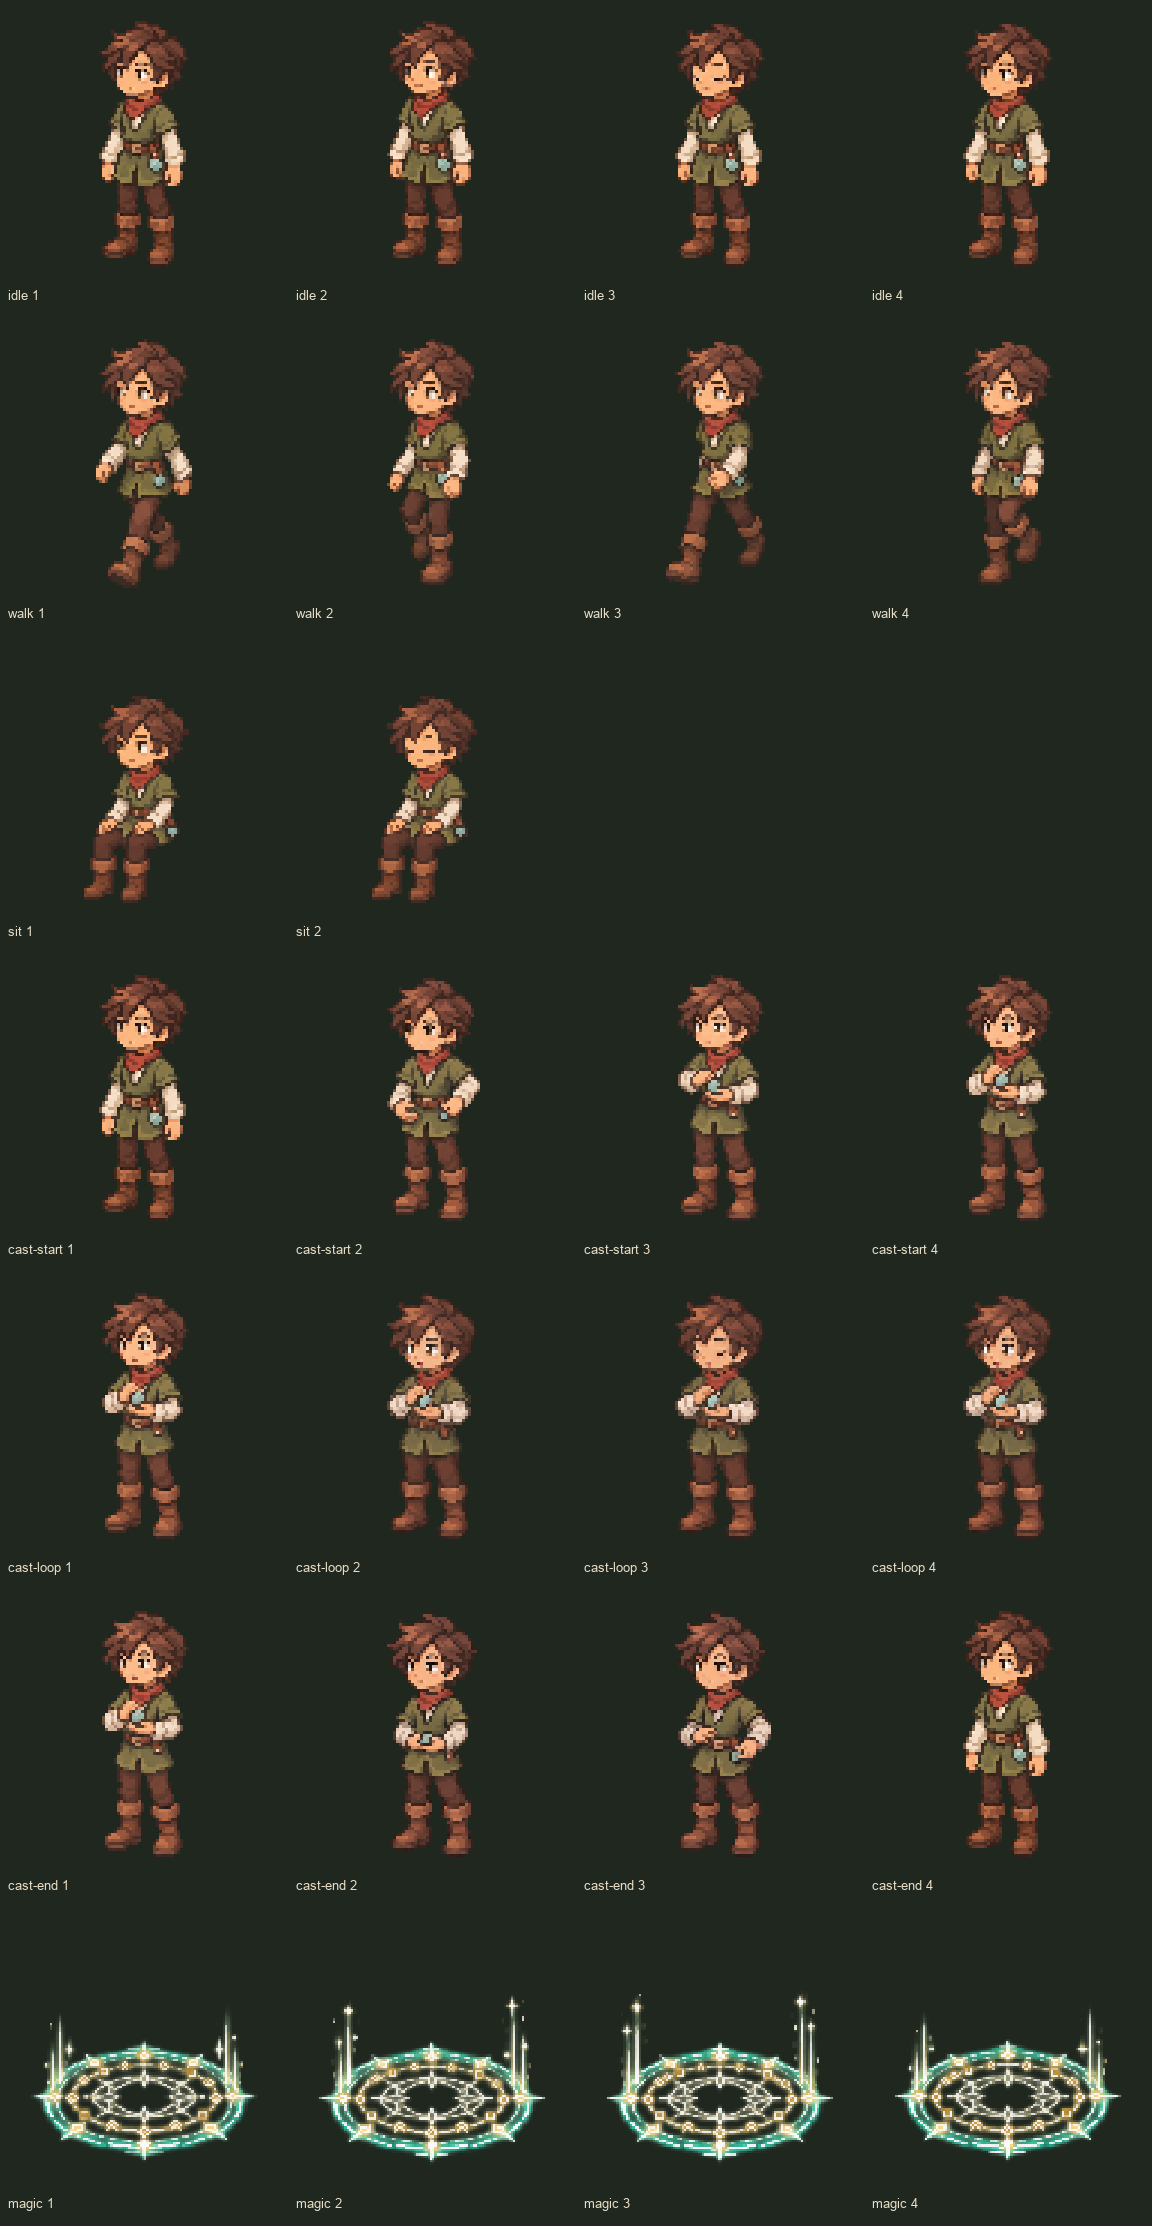 idle 1
idle 2
idle 3
idle 4
walk 1
walk 2
walk 3
walk 4
sit 1
sit 2
cast-start 1
cast-start 2
cast-start 3
cast-start 4
cast-loop 1
cast-loop 2
cast-loop 3
cast-loop 4
cast-end 1
cast-end 2
cast-end 3
cast-end 4
magic 1
magic 2
magic 3
magic 4